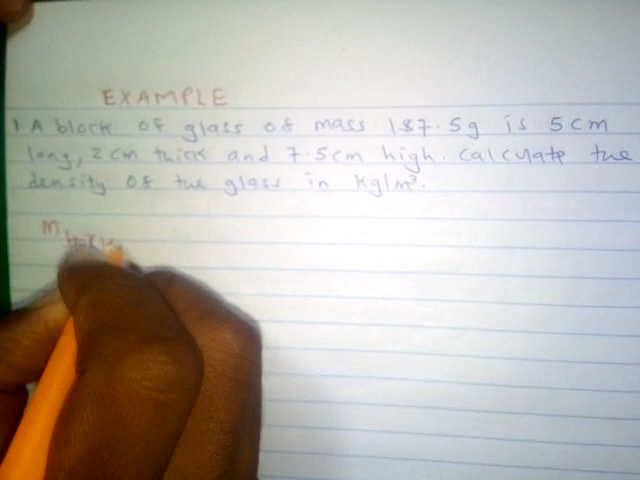 EXAMPLE
1 A block of glass of mass 187.5g is 5cm
long, 2cm thick and 7.5cm high. calculate the
density of the glass in Kg/m³.
m